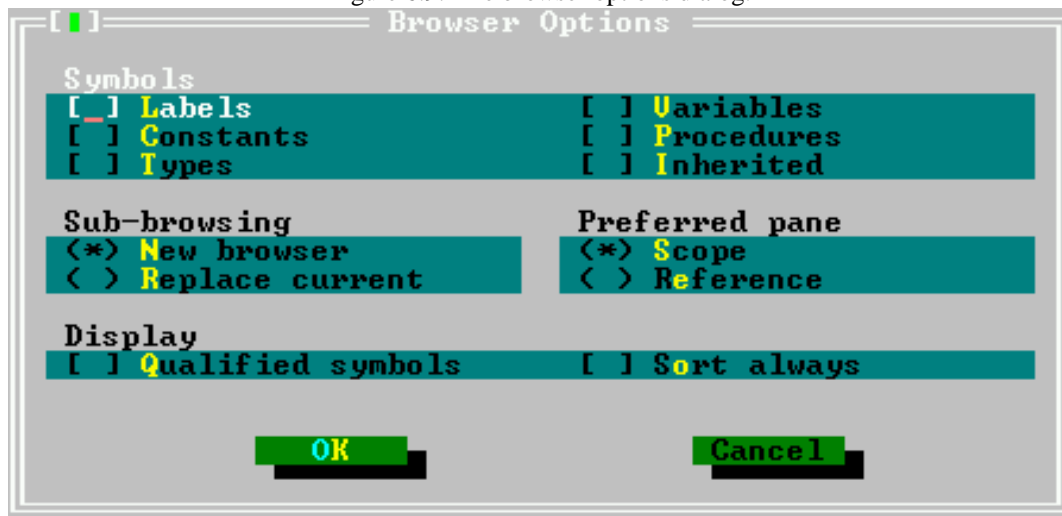 Browser Options
Symbols
[_] Labels [ ] Variables
[ ] Constants [ ] Procedures
[ ] Types [ ] Inherited
Sub-browsing Preferred pane
(*) New browser (*) Scope
( ) Replace current ( ) Reference
Display
[ ] Qualified symbols [ ] Sort always
OK Cancel